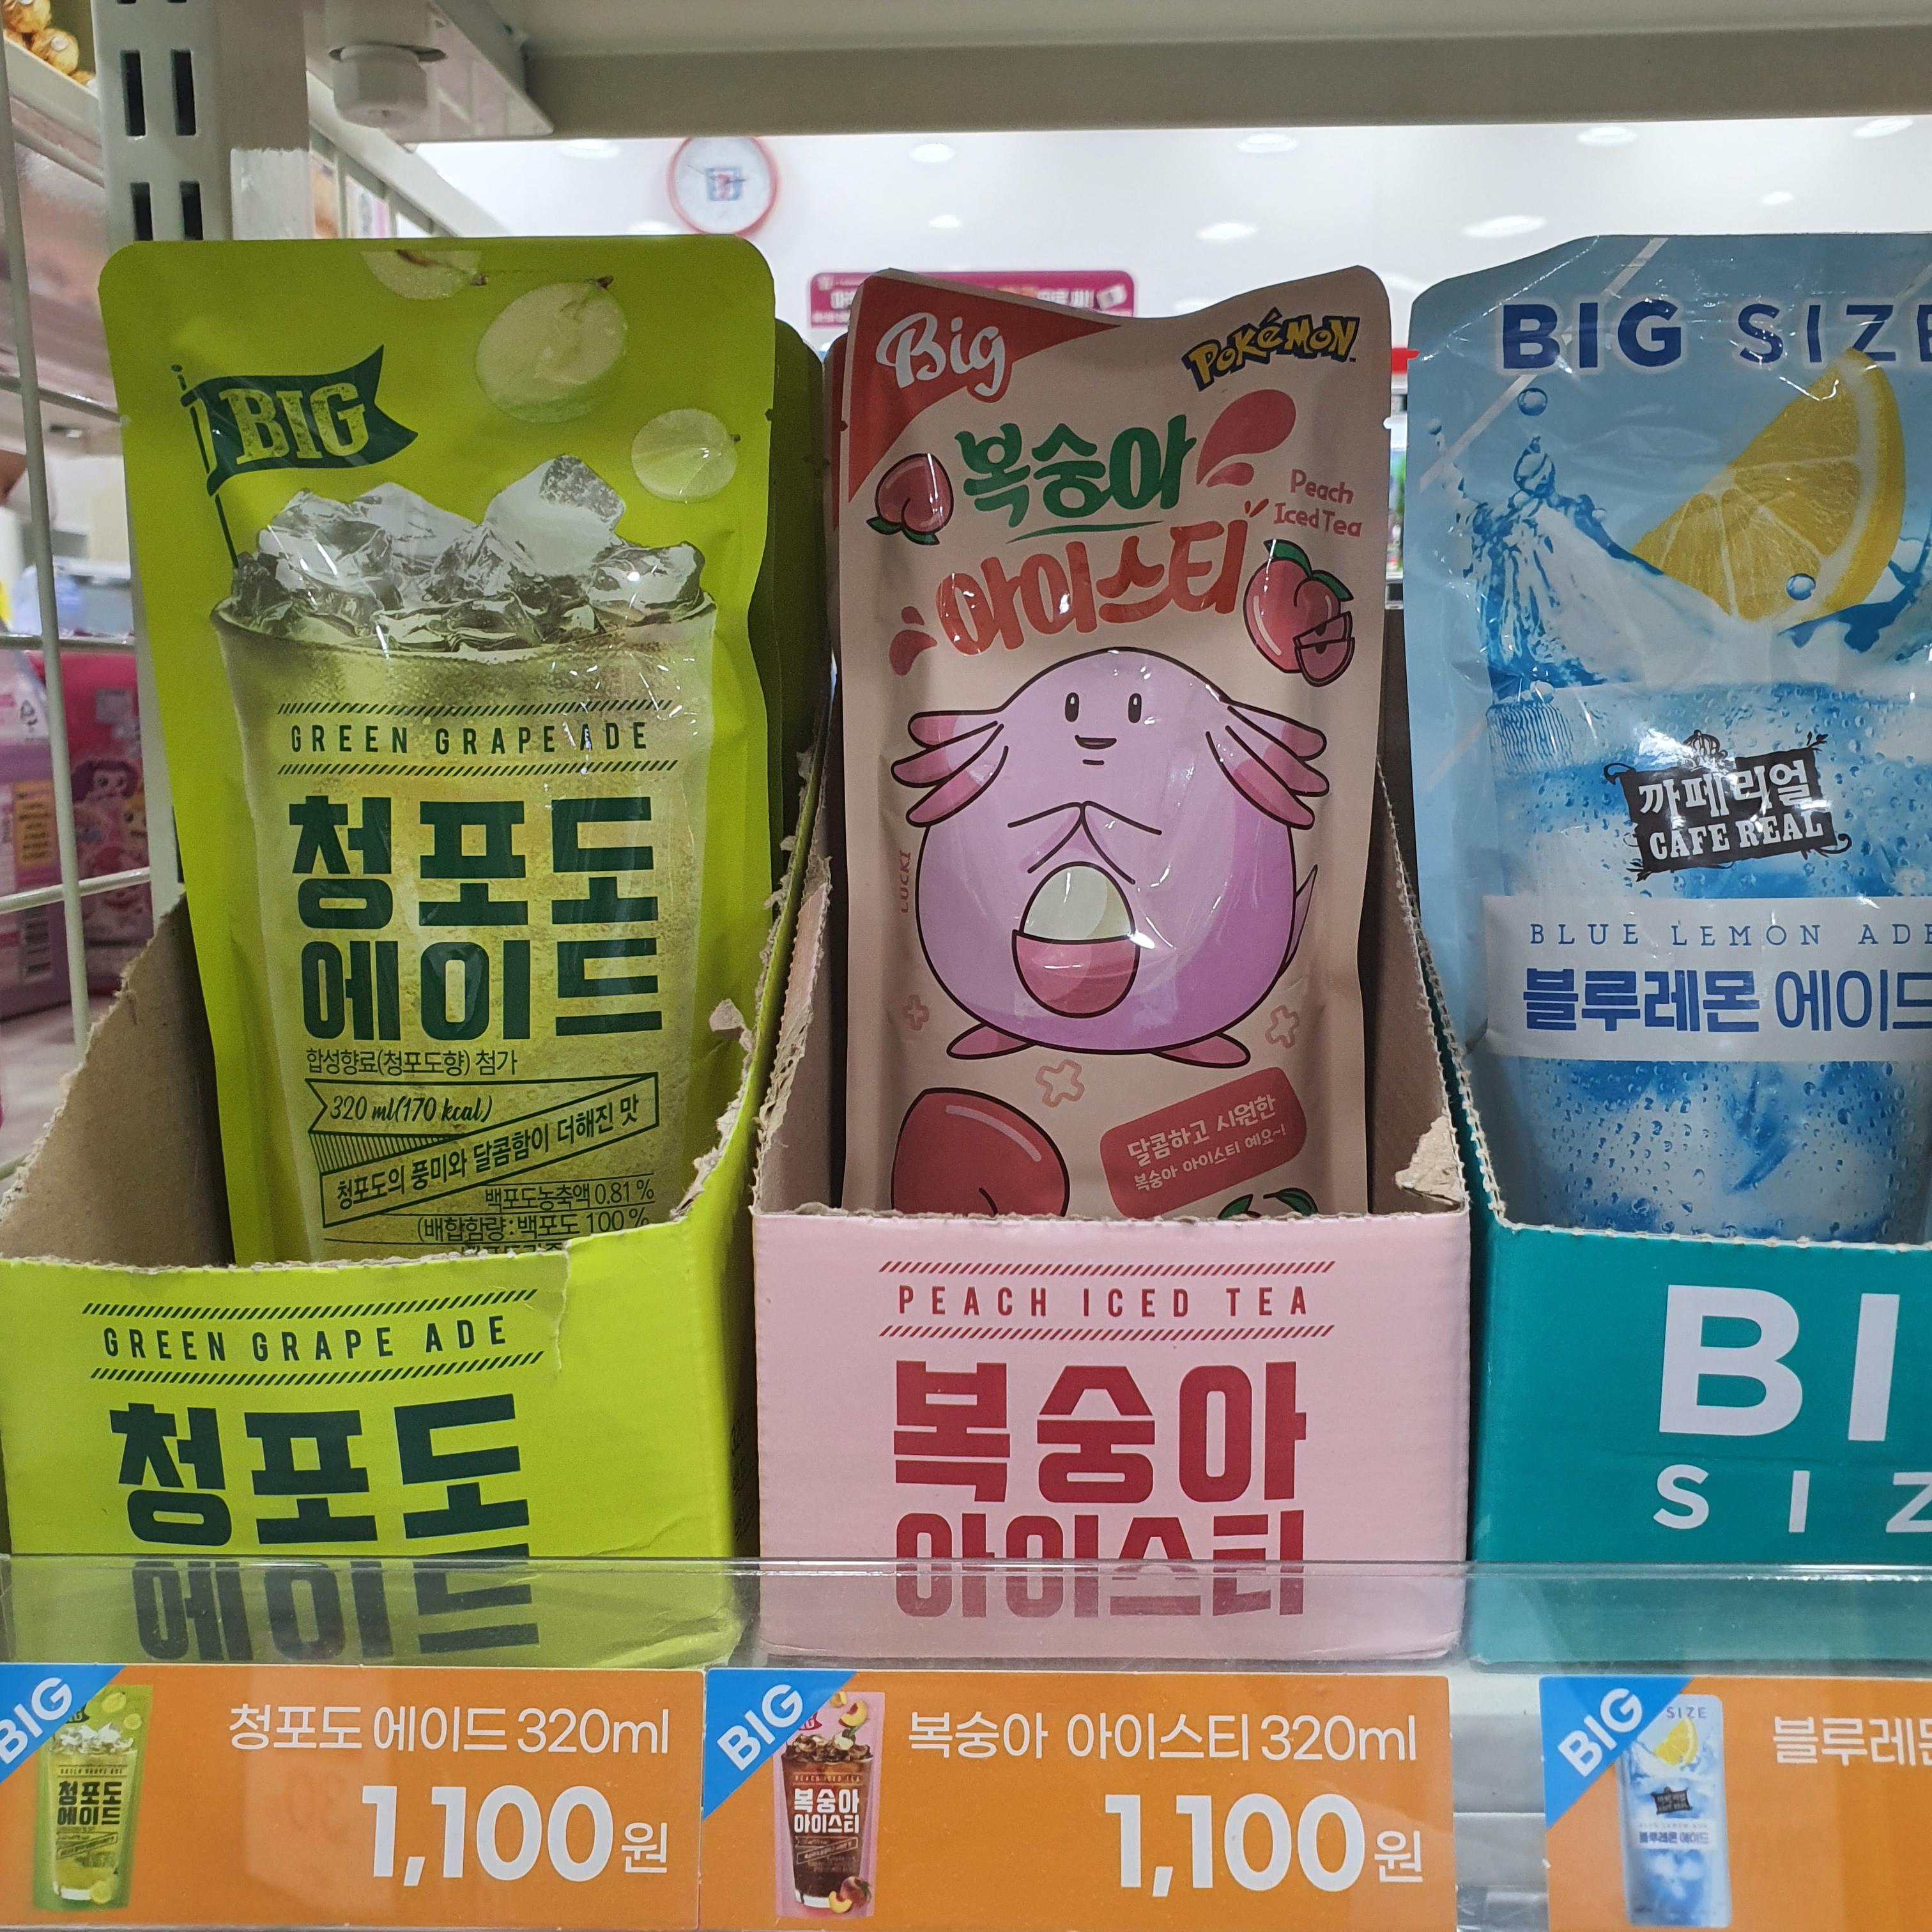 BIG
GREEN GRAPE ADE
청포도
에이드
합성향료(청포도향) 첨가
320 ml(170 kcal)
청포도의 풍미와 달콤함이 더해진 맛
백포도농축액 0.81 %
(배합함량 : 백포도 100 %
GREEN GRAPE ADE
청포도
에이드
Big
POKéMON
복숭아
아이스티
Peach
Iced Tea
LUCKI
달콤하고 시원한
복숭아 아이스티 예요~!
PEACH ICED TEA
복숭아
아이스티
BIG SIZE
까페리얼
CAFE REAL
BLUE LEMON ADE
블루레몬 에이드
BI
SIZ
BIG
청포도
에이드
청포도 에이드 320ml
1,100원
BIG
PEACH ICED TEA
복숭아
아이스티
복숭아 아이스티 320ml
1,100원
BIG
SIZE
블루레몬 에이드
블루레